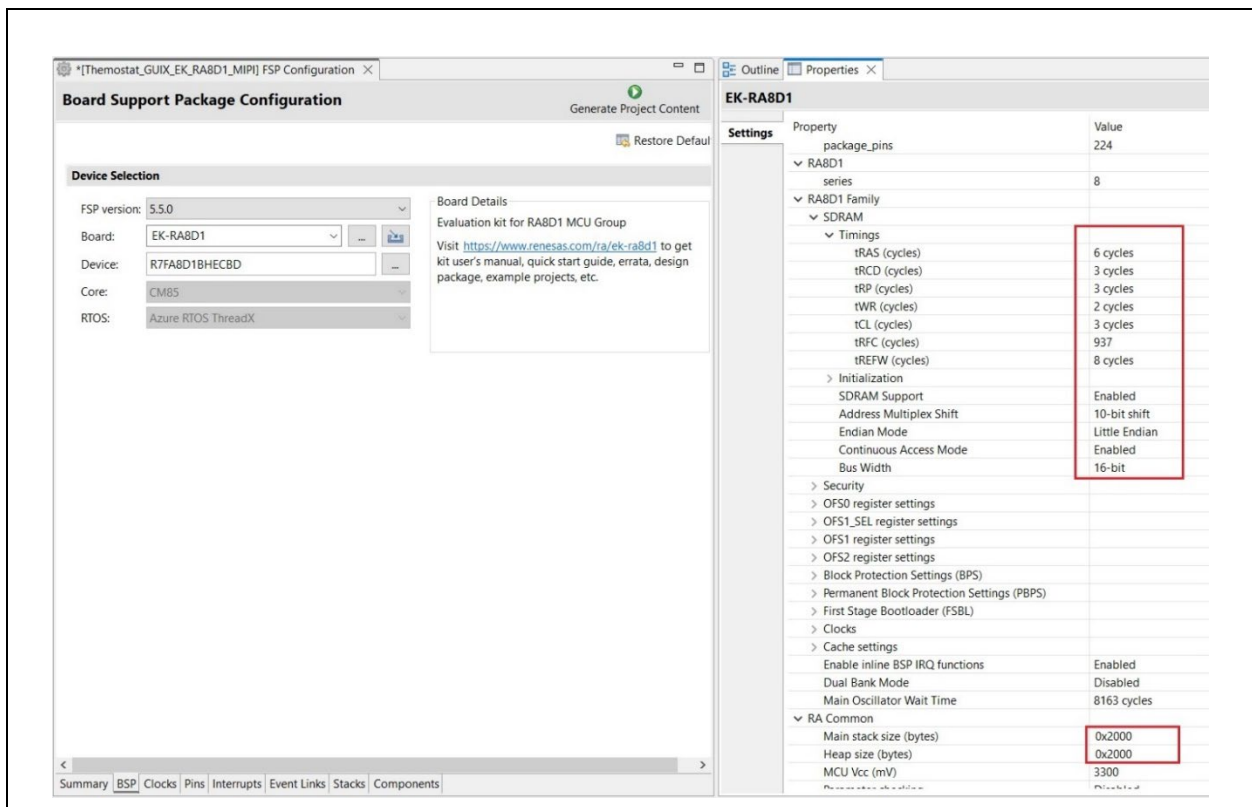 *[Themostat_GUIX_EK_RA8D1_MIPI] FSP Configuration
Board Support Package Configuration
Generate Project Content
Restore Defaul
Device Selection
FSP version: 5.5.0
Board: EK-RA8D1 ...
Device: R7FA8D1BHECBD ...
Core: CM85
RTOS: Azure RTOS ThreadX
Board Details
Evaluation kit for RA8D1 MCU Group
Visit https://www.renesas.com/ra/ek-ra8d1 to get
kit user's manual, quick start guide, errata, design
package, example projects, etc.
Summary BSP Clocks Pins Interrupts Event Links Stacks Components
Outline Properties
EK-RA8D1
Settings
Property Value
package_pins 224
RA8D1
series 8
RA8D1 Family
SDRAM
Timings
tRAS (cycles) 6 cycles
tRCD (cycles) 3 cycles
tRP (cycles) 3 cycles
tWR (cycles) 2 cycles
tCL (cycles) 3 cycles
tRFC (cycles) 937
tREFW (cycles) 8 cycles
Initialization
SDRAM Support Enabled
Address Multiplex Shift 10-bit shift
Endian Mode Little Endian
Continuous Access Mode Enabled
Bus Width 16-bit
Security
OFS0 register settings
OFS1_SEL register settings
OFS1 register settings
OFS2 register settings
Block Protection Settings (BPS)
Permanent Block Protection Settings (PBPS)
First Stage Bootloader (FSBL)
Clocks
Cache settings
Enable inline BSP IRQ functions Enabled
Dual Bank Mode Disabled
Main Oscillator Wait Time 8163 cycles
RA Common
Main stack size (bytes) 0x2000
Heap size (bytes) 0x2000
MCU Vcc (mV) 3300